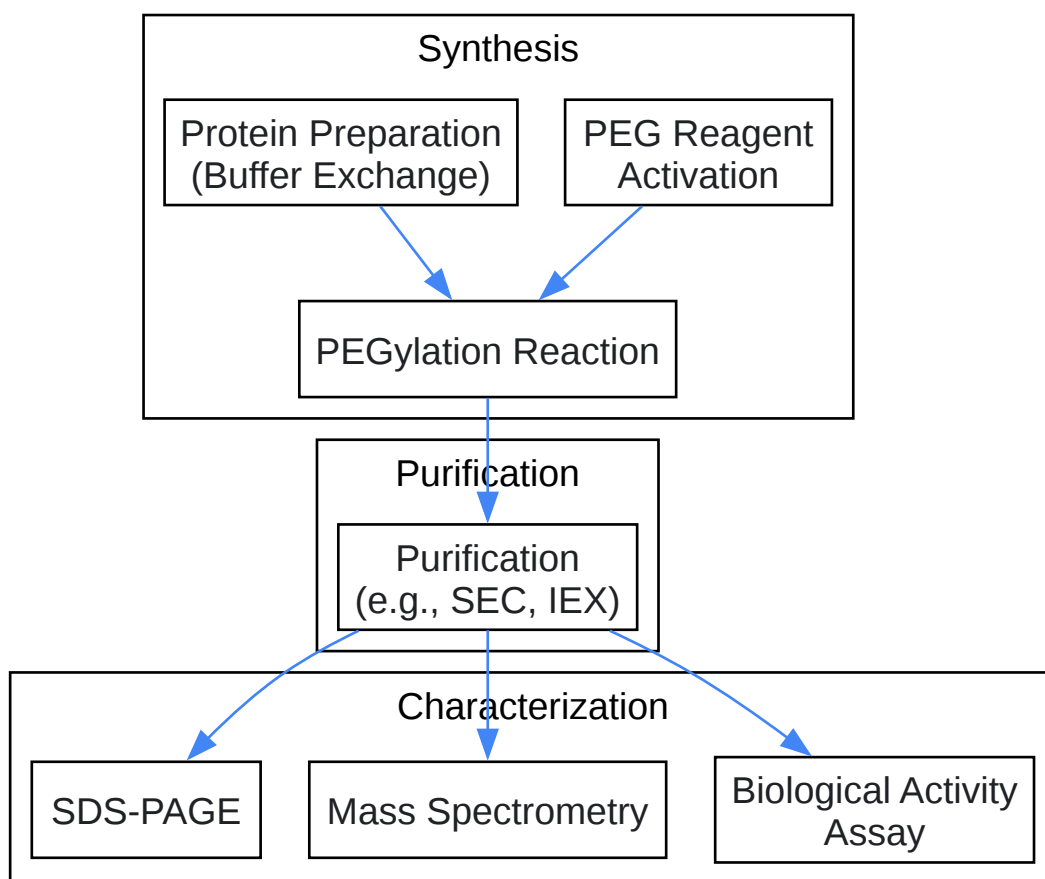 Synthesis
Protein Preparation
(Buffer Exchange)
PEG Reagent
Activation
PEGylation Reaction
Purification
Purification
(e.g., SEC, IEX)
Characterization
SDS-PAGE
Mass Spectrometry
Biological Activity
Assay